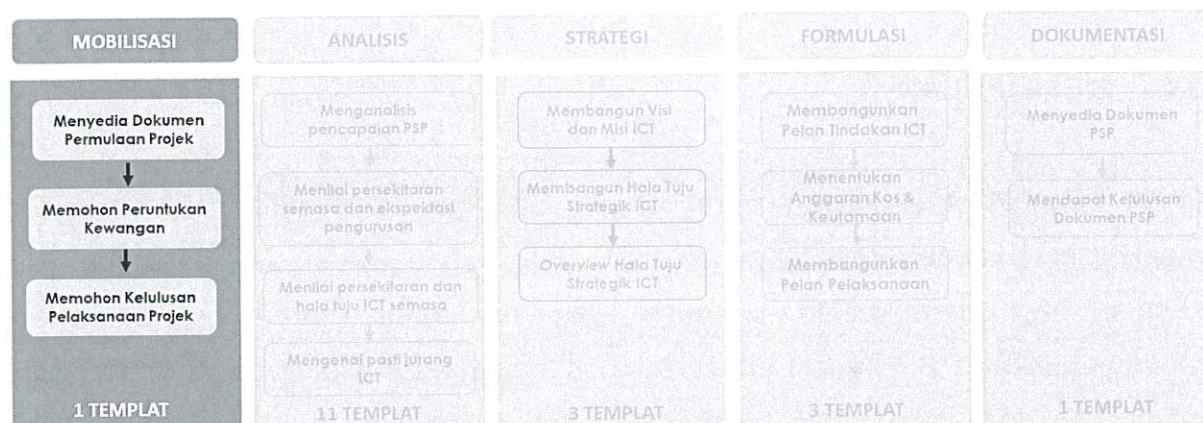 MOBILISASI
Menyedia Dokumen
Permulaan Projek
Memohon Peruntukan
Kewangan
Memohon Kelulusan
Pelaksanaan Projek
1 TEMPLAT
ANALISIS
Menganalisis
pencapaian PSP
Menilai persekitaran
semasa dan ekspektasi
pengurusan
Menilai persekitaran dan
hala tuju ICT semasa
Mengenal pasti jurang
ICT
11 TEMPLAT
STRATEGI
Membangun Visi
dan Misi ICT
Membangun Hala Tuju
Strategik ICT
Overview Hala Tuju
Strategik ICT
3 TEMPLAT
FORMULASI
Membangunkan
Pelan Tindakan ICT
Menentukan
Anggaran Kos &
Keutamaan
Membangunkan
Pelan Pelaksanaan
3 TEMPLAT
DOKUMENTASI
Menyedia Dokumen
PSP
Mendapat Kelulusan
Dokumen PSP
1 TEMPLAT